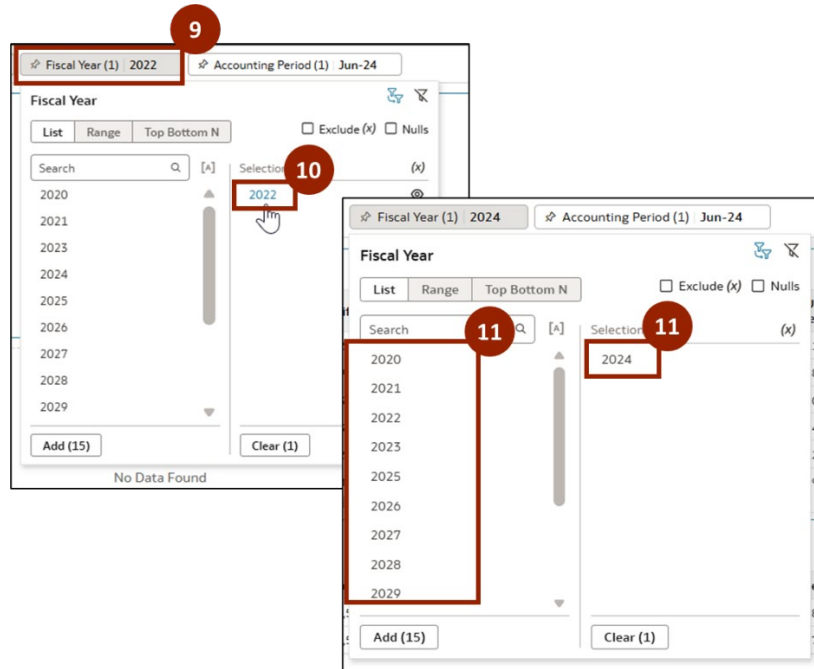 9
Fiscal Year (1) 2022 Accounting Period (1) Jun-24
Fiscal Year
List Range Top Bottom N Exclude (x) Nulls
Search [A] Selection (x)
10
2020 2022
2021
2023
2024
2025
2026
2027
2028
2029
Add (15) Clear (1)
No Data Found
Fiscal Year (1) 2024 Accounting Period (1) Jun-24
Fiscal Year
List Range Top Bottom N Exclude (x) Nulls
Search 11 [A] Selection 11 (x)
2020 2024
2021
2022
2023
2025
2026
2027
2028
2029
Add (15) Clear (1)